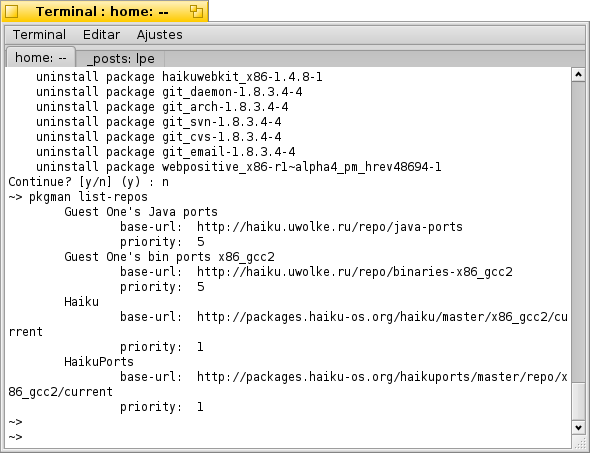 Terminal : home: --
Terminal Editar Ajustes
home: -- _posts: lpe
uninstall package haikuwebkit_x86-1.4.8-1
uninstall package git_daemon-1.8.3.4-4
uninstall package git_arch-1.8.3.4-4
uninstall package git_svn-1.8.3.4-4
uninstall package git_cvs-1.8.3.4-4
uninstall package git_email-1.8.3.4-4
uninstall package webpositive_x86-r1~alpha4_pm_hrev48694-1
Continue? [y/n] (y) : n
~> pkgman list-repos
Guest One's Java ports
base-url: http://haiku.uwolke.ru/repo/java-ports
priority: 5
Guest One's bin ports x86_gcc2
base-url: http://haiku.uwolke.ru/repo/binaries-x86_gcc2
priority: 5
Haiku
base-url: http://packages.haiku-os.org/haiku/master/x86_gcc2/cu
rrent
priority: 1
HaikuPorts
base-url: http://packages.haiku-os.org/haikuports/master/repo/x
86_gcc2/current
priority: 1
~>
~>